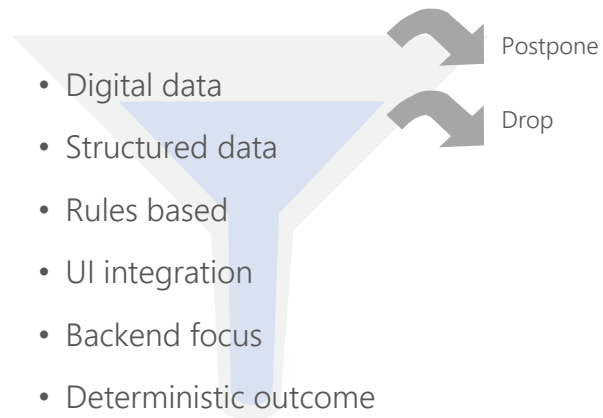 Postpone
• Digital data
Drop
• Structured data
• Rules based
• UI integration
• Backend focus
• Deterministic outcome